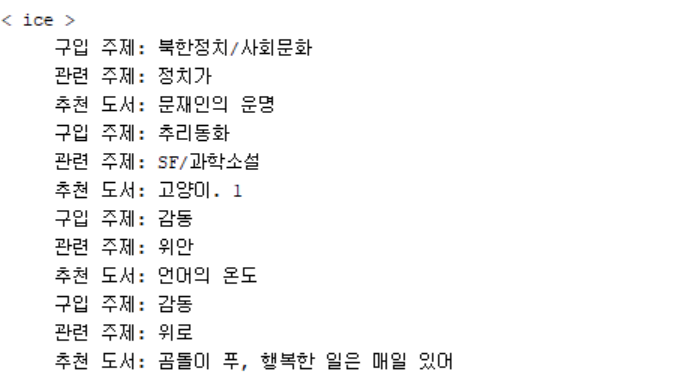 < ice >
구입 주제: 북한정치/사회문화
관련 주제: 정치가
추천 도서: 문재인의 운명
구입 주제: 추리동화
관련 주제: SF/과학소설
추천 도서: 고양이. 1
구입 주제: 감동
관련 주제: 위안
추천 도서: 언어의 온도
구입 주제: 감동
관련 주제: 위로
추천 도서: 곰돌이 푸, 행복한 일은 매일 있어